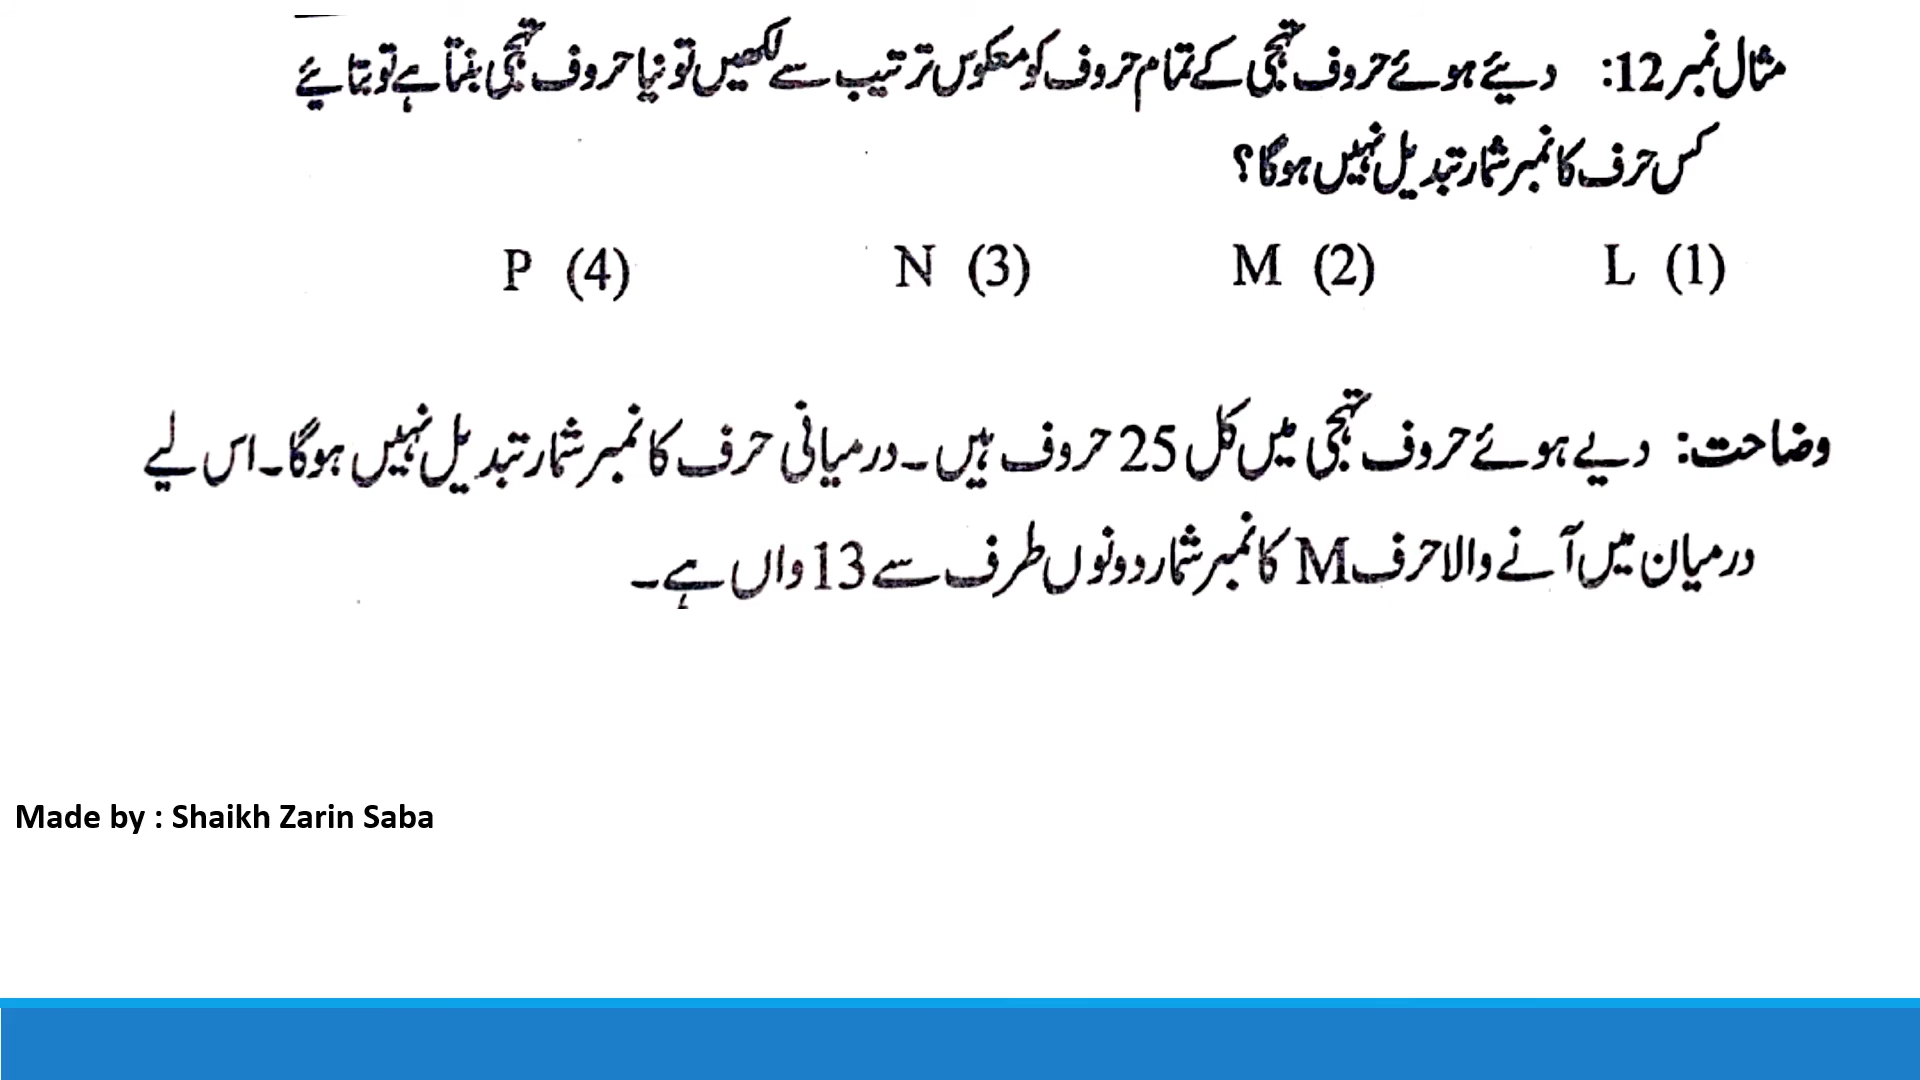 مثال نمبر 12: دیئے ہوئے حروف تہجی کے تمام حروف کو معکوس ترتیب سے لکھیں تو نیا حروف تہجی بنتا ہے تو بتائیے
کس حرف کا نمبر شمار تبدیل نہیں ہوگا؟
(1) L (2) M (3) N (4) P
وضاحت: دیے ہوئے حروف تہجی میں کل 25 حروف ہیں۔ درمیانی حرف کا نمبر شمار تبدیل نہیں ہوگا۔ اس لیے
درمیان میں آنے والا حرف M کا نمبر شمار دونوں طرف سے 13 واں ہے۔
Made by : Shaikh Zarin Saba